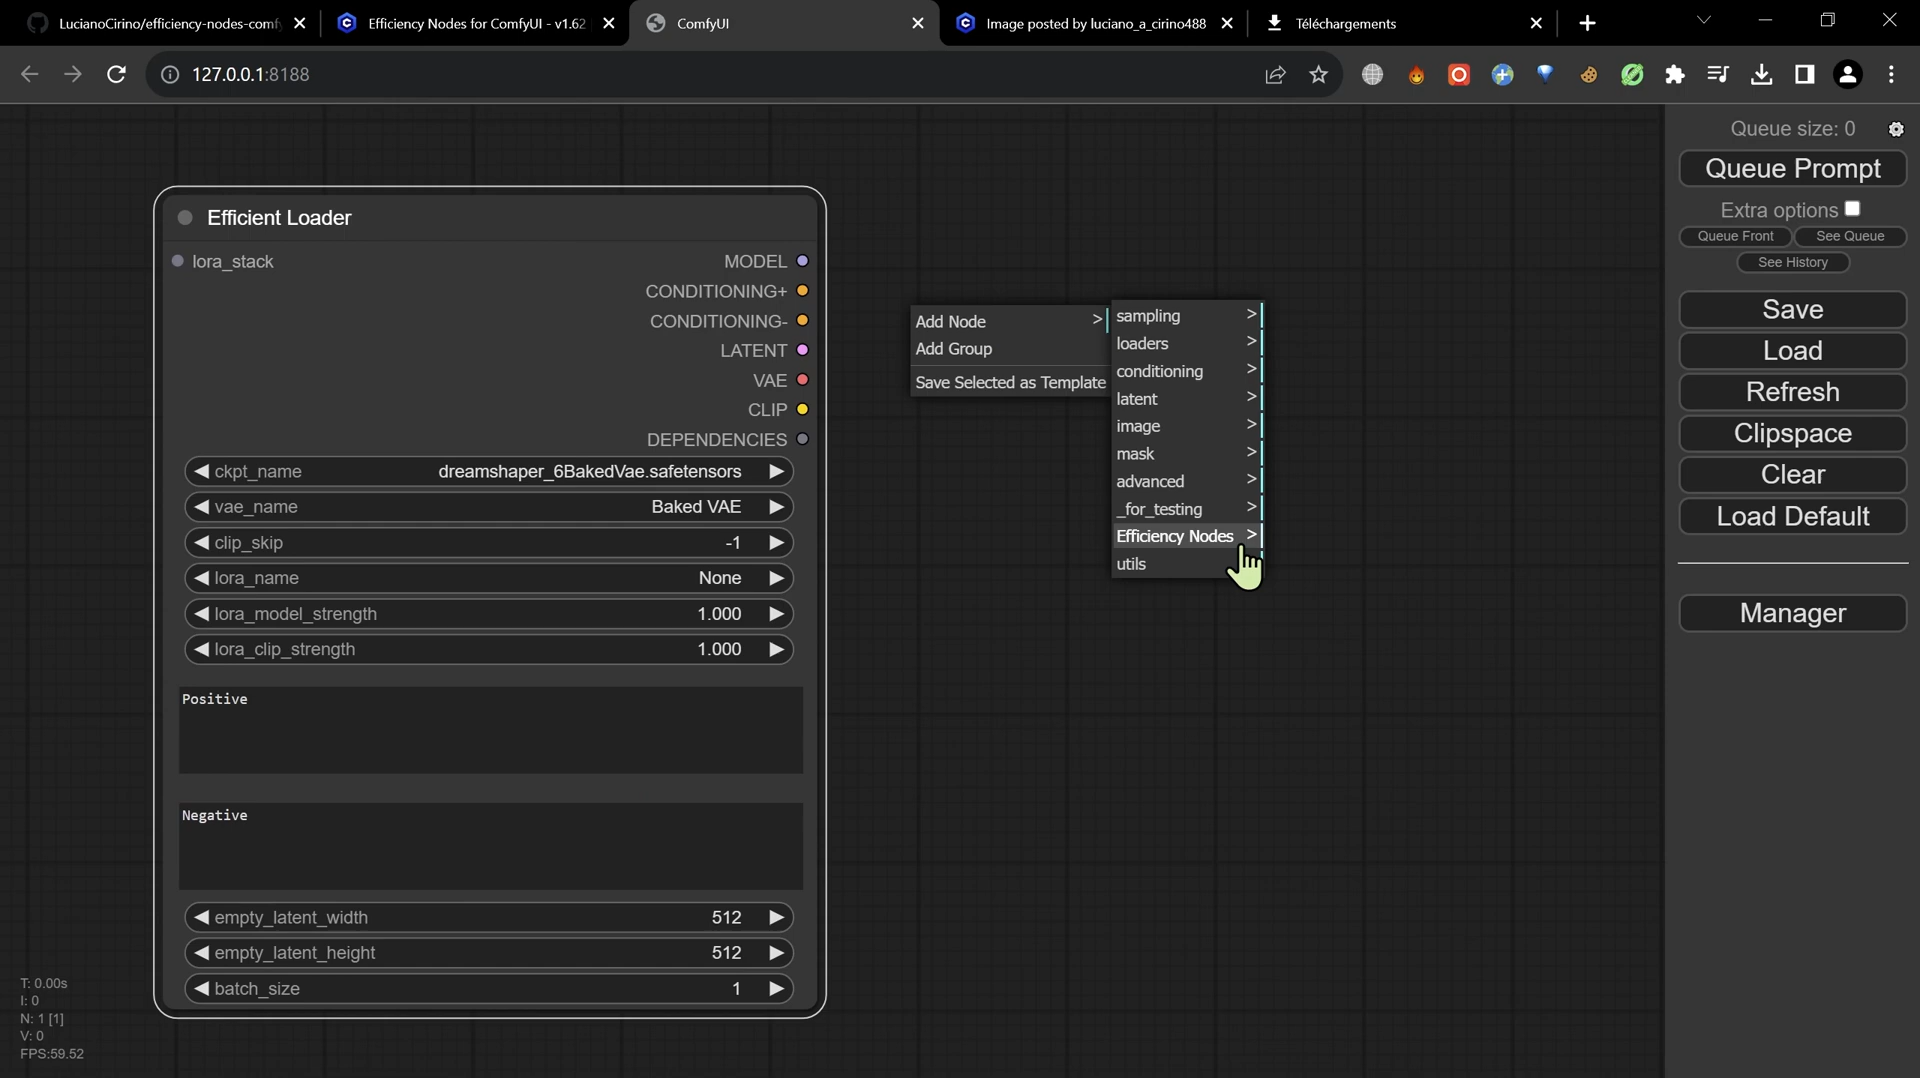 LucianoCirino/efficiency-nodes-comf
Efficiency Nodes for ComfyUI - v1.62
ComfyUI
Image posted by luciano_a_cirino488
Téléchargements
127.0.0.1:8188
Efficient Loader
lora_stack
MODEL
CONDITIONING+
CONDITIONING-
LATENT
VAE
CLIP
DEPENDENCIES
ckpt_name dreamshaper_6BakedVae.safetensors
vae_name Baked VAE
clip_skip -1
lora_name None
lora_model_strength 1.000
lora_clip_strength 1.000
Positive
Negative
empty_latent_width 512
empty_latent_height 512
batch_size 1
Add Node >
Add Group
Save Selected as Template
sampling >
loaders >
conditioning >
latent >
image >
mask >
advanced >
_for_testing >
Efficiency Nodes >
utils
Queue size: 0
Queue Prompt
Extra options
Queue Front See Queue
See History
Save
Load
Refresh
Clipspace
Clear
Load Default
Manager
T: 0.00s
I: 0
N: 1 [1]
V: 0
FPS:59.52